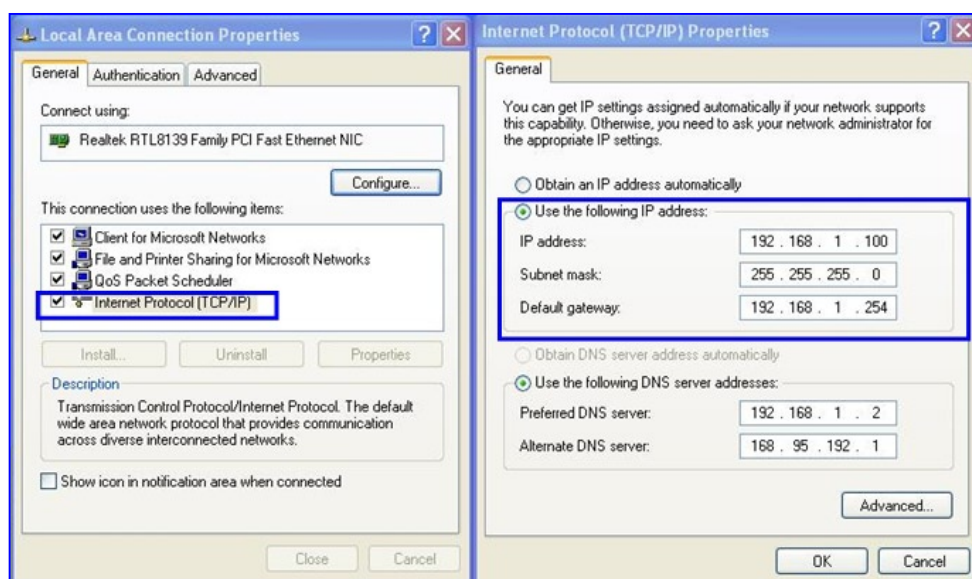 Local Area Connection Properties
General Authentication Advanced
Connect using:
Realtek RTL8139 Family PCI Fast Ethernet NIC
Configure...
This connection uses the following items:
Client for Microsoft Networks
File and Printer Sharing for Microsoft Networks
QoS Packet Scheduler
Internet Protocol (TCP/IP)
Install... Uninstall Properties
Description
Transmission Control Protocol/Internet Protocol. The default
wide area network protocol that provides communication
across diverse interconnected networks.
Show icon in notification area when connected
Close Cancel
Internet Protocol (TCP/IP) Properties
General
You can get IP settings assigned automatically if your network supports
this capability. Otherwise, you need to ask your network administrator for
the appropriate IP settings.
Obtain an IP address automatically
Use the following IP address:
IP address: 192 . 168 . 1 . 100
Subnet mask: 255 . 255 . 255 . 0
Default gateway: 192 . 168 . 1 . 254
Obtain DNS server address automatically
Use the following DNS server addresses:
Preferred DNS server: 192 . 168 . 1 . 2
Alternate DNS server: 168 . 95 . 192 . 1
Advanced...
OK Cancel